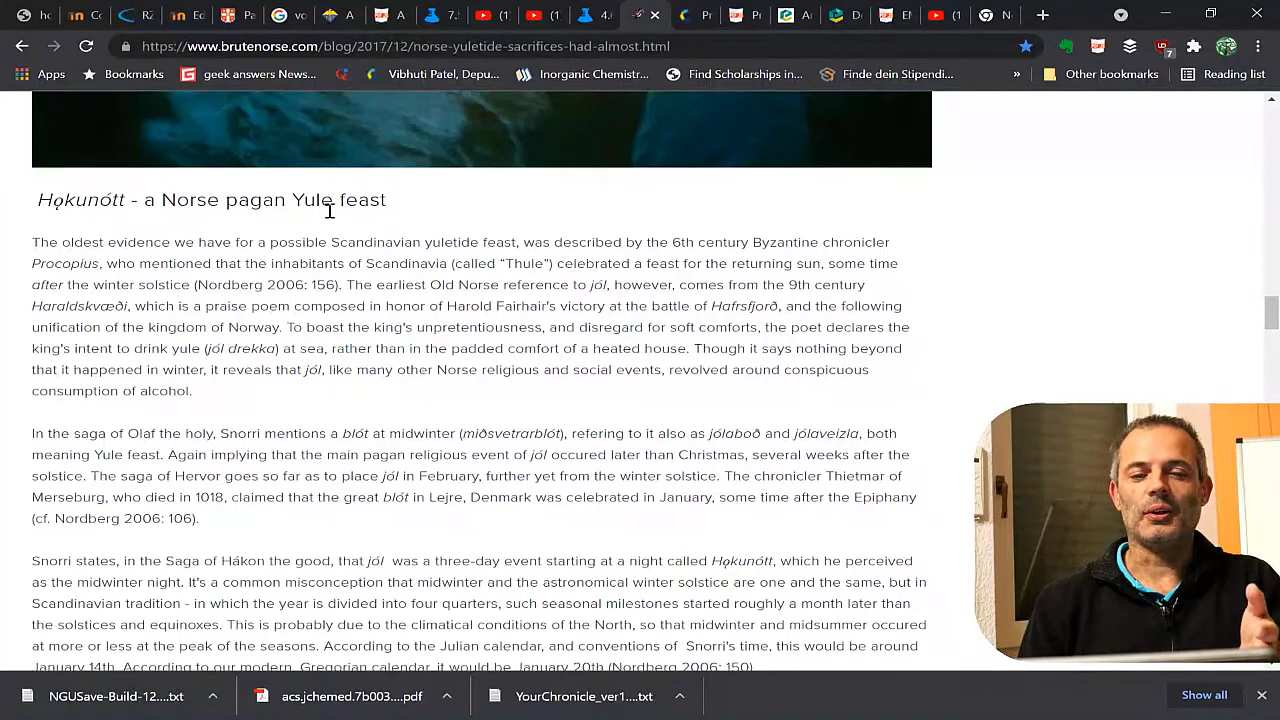 hc
C
R
m
Ec
Pa
vo
A
A
7.
(1
(1
4.
Pr
Pr
A
D
EM
(1
N
https://www.brutenorse.com/blog/2017/12/norse-yuletide-sacrifices-had-almost.html
7
Apps
Bookmarks
geek answers News...
Vibhuti Patel, Depu...
Inorganic Chemistr...
Find Scholarships in...
Finde dein Stipendi...
»
Other bookmarks
Reading list
Hǫkunótt - a Norse pagan Yule feast
The oldest evidence we have for a possible Scandinavian yuletide feast, was described by the 6th century Byzantine chronicler
Procopius, who mentioned that the inhabitants of Scandinavia (called “Thule”) celebrated a feast for the returning sun, some time
after the winter solstice (Nordberg 2006: 156). The earliest Old Norse reference to jól, however, comes from the 9th century
Haraldskvæði, which is a praise poem composed in honor of Harold Fairhair's victory at the battle of Hafrsfjorð, and the following
unification of the kingdom of Norway. To boast the king's unpretentiousness, and disregard for soft comforts, the poet declares the
king's intent to drink yule (jól drekka) at sea, rather than in the padded comfort of a heated house. Though it says nothing beyond
that it happened in winter, it reveals that jól, like many other Norse religious and social events, revolved around conspicuous
consumption of alcohol.
In the saga of Olaf the holy, Snorri mentions a blót at midwinter (miðsvetrarblót), refering to it also as jólaboð and jólaveizla, both
meaning Yule feast. Again implying that the main pagan religious event of jól occured later than Christmas, several weeks after the
solstice. The saga of Hervor goes so far as to place jól in February, further yet from the winter solstice. The chronicler Thietmar of
Merseburg, who died in 1018, claimed that the great blót in Lejre, Denmark was celebrated in January, some time after the Epiphany
(cf. Nordberg 2006: 106).
Snorri states, in the Saga of Hákon the good, that jól was a three-day event starting at a night called Hǫkunótt, which he perceived
as the midwinter night. It's a common misconception that midwinter and the astronomical winter solstice are one and the same, but in
Scandinavian tradition - in which the year is divided into four quarters, such seasonal milestones started roughly a month later than
the solstices and equinoxes. This is probably due to the climatical conditions of the North, so that midwinter and midsummer occured
at more or less at the peak of the seasons. According to the Julian calendar, and conventions of Snorri's time, this would be around
January 14th. According to our modern, Gregorian calendar, it would be January 20th (Nordberg 2006: 150).
NGUSave-Build-12....txt
acs.jchemed.7b003....pdf
YourChronicle_ver1....txt
Show all